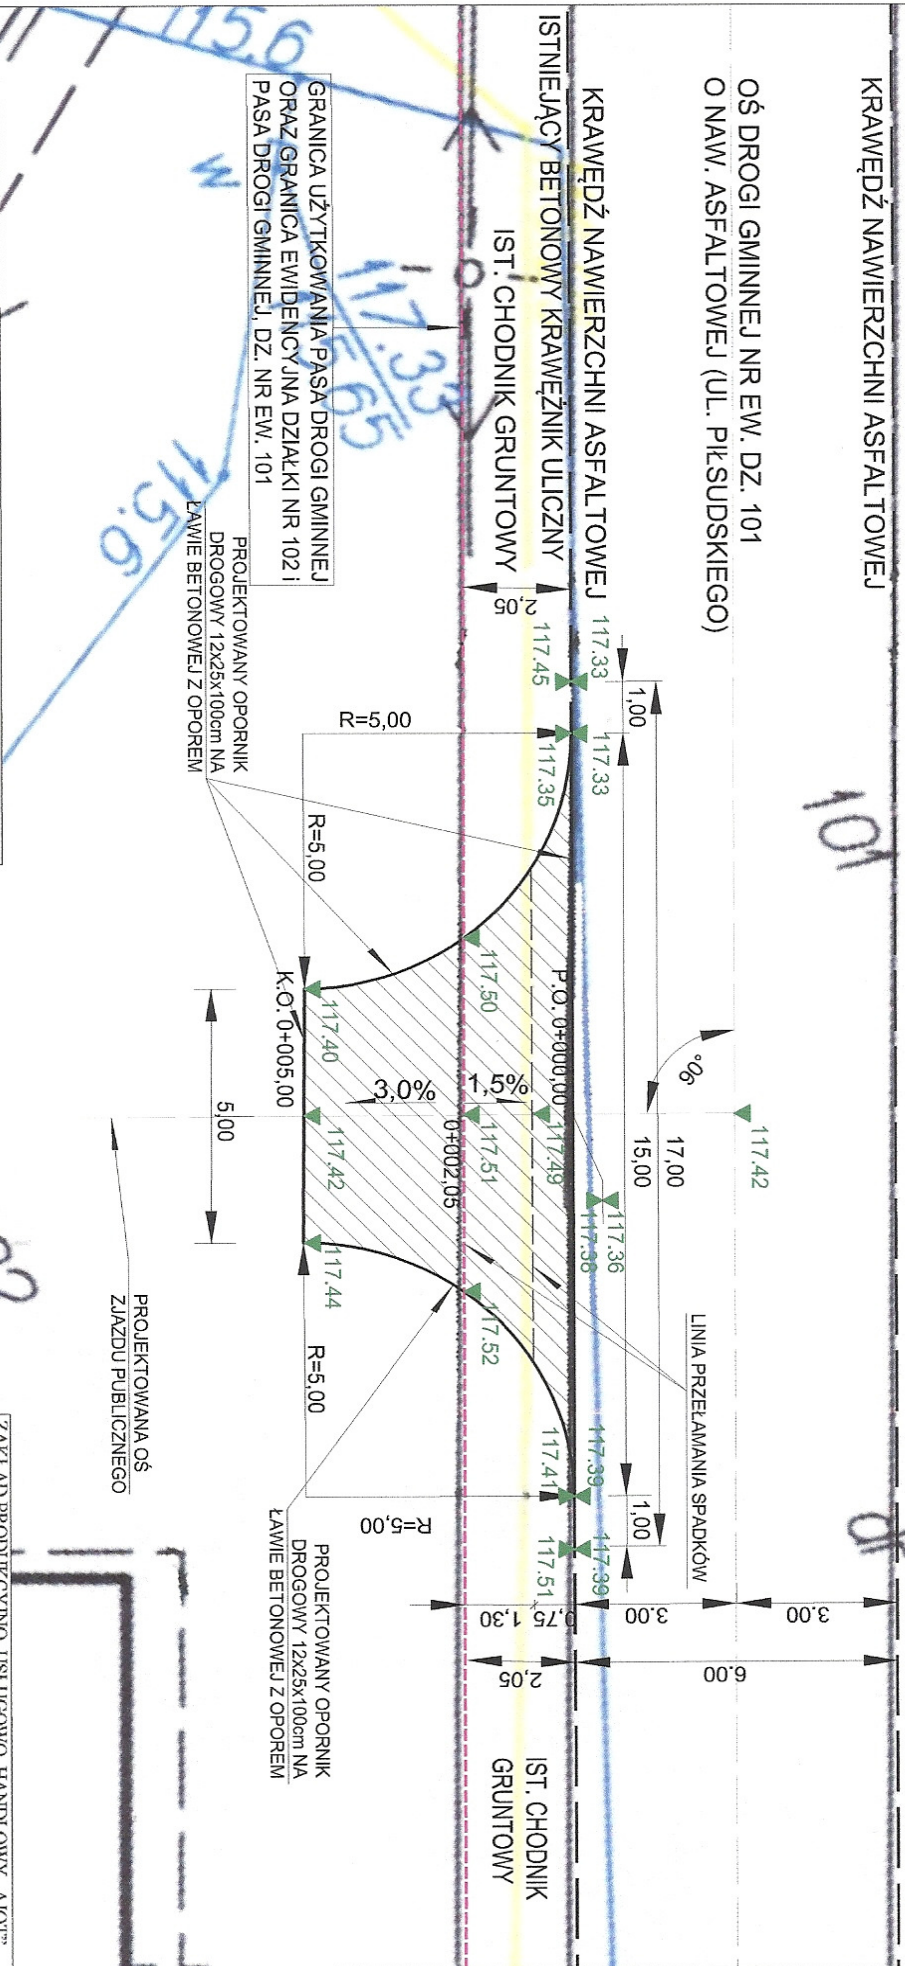 KRAWĘDŹ NAWIERZCHNI ASFALTOWEJ
OŚ DROGI GMINNEJ NR EW. DZ. 101
O NAW. ASFALTOWEJ (UL. PIŁSUDSKIEGO)
101
KRAWĘDŹ NAWIERZCHNI ASFALTOWEJ
ISTNIEJĄCY BETONOWY KRAWĘŻNIK ULICZNY
IST. CHODNIK GRUNTOWY
GRANICA UŻYTKOWANIA PASA DROGI GMINNEJ
ORAZ GRANICA EWIDENCYJNA DZIAŁKI NR 102 i
PASA DROGI GMINNEJ, DZ. NR EW. 101
115.6
w
117.33
115.65
115.6
PROJEKTOWANY OPORNIK
DROGOWY 12x25x100cm NA
ŁAWIE BETONOWEJ Z OPOREM
2,05
117.33
117.45
1,00
117.33
117.35
R=5,00
R=5,00
117.50
117.40
K.O. 0+005,00
P.O. 0+000,00
90°
117.42
17,00
15,00
117.36
117.38
117.49
1,5%
117.51
0+002,05
3,0%
117.42
5,00
117.44
117.52
R=5,00
R=5,00
PROJEKTOWANA OŚ
ZJAZDU PUBLICZNEGO
LINIA PRZEŁAMANIA SPADKÓW
117.39
117.41
1,00
117.39
117.51
3.00
3.00
0,75
1,30
6.00
2,05
PROJEKTOWANY OPORNIK
DROGOWY 12x25x100cm NA
ŁAWIE BETONOWEJ Z OPOREM
IST. CHODNIK
GRUNTOWY